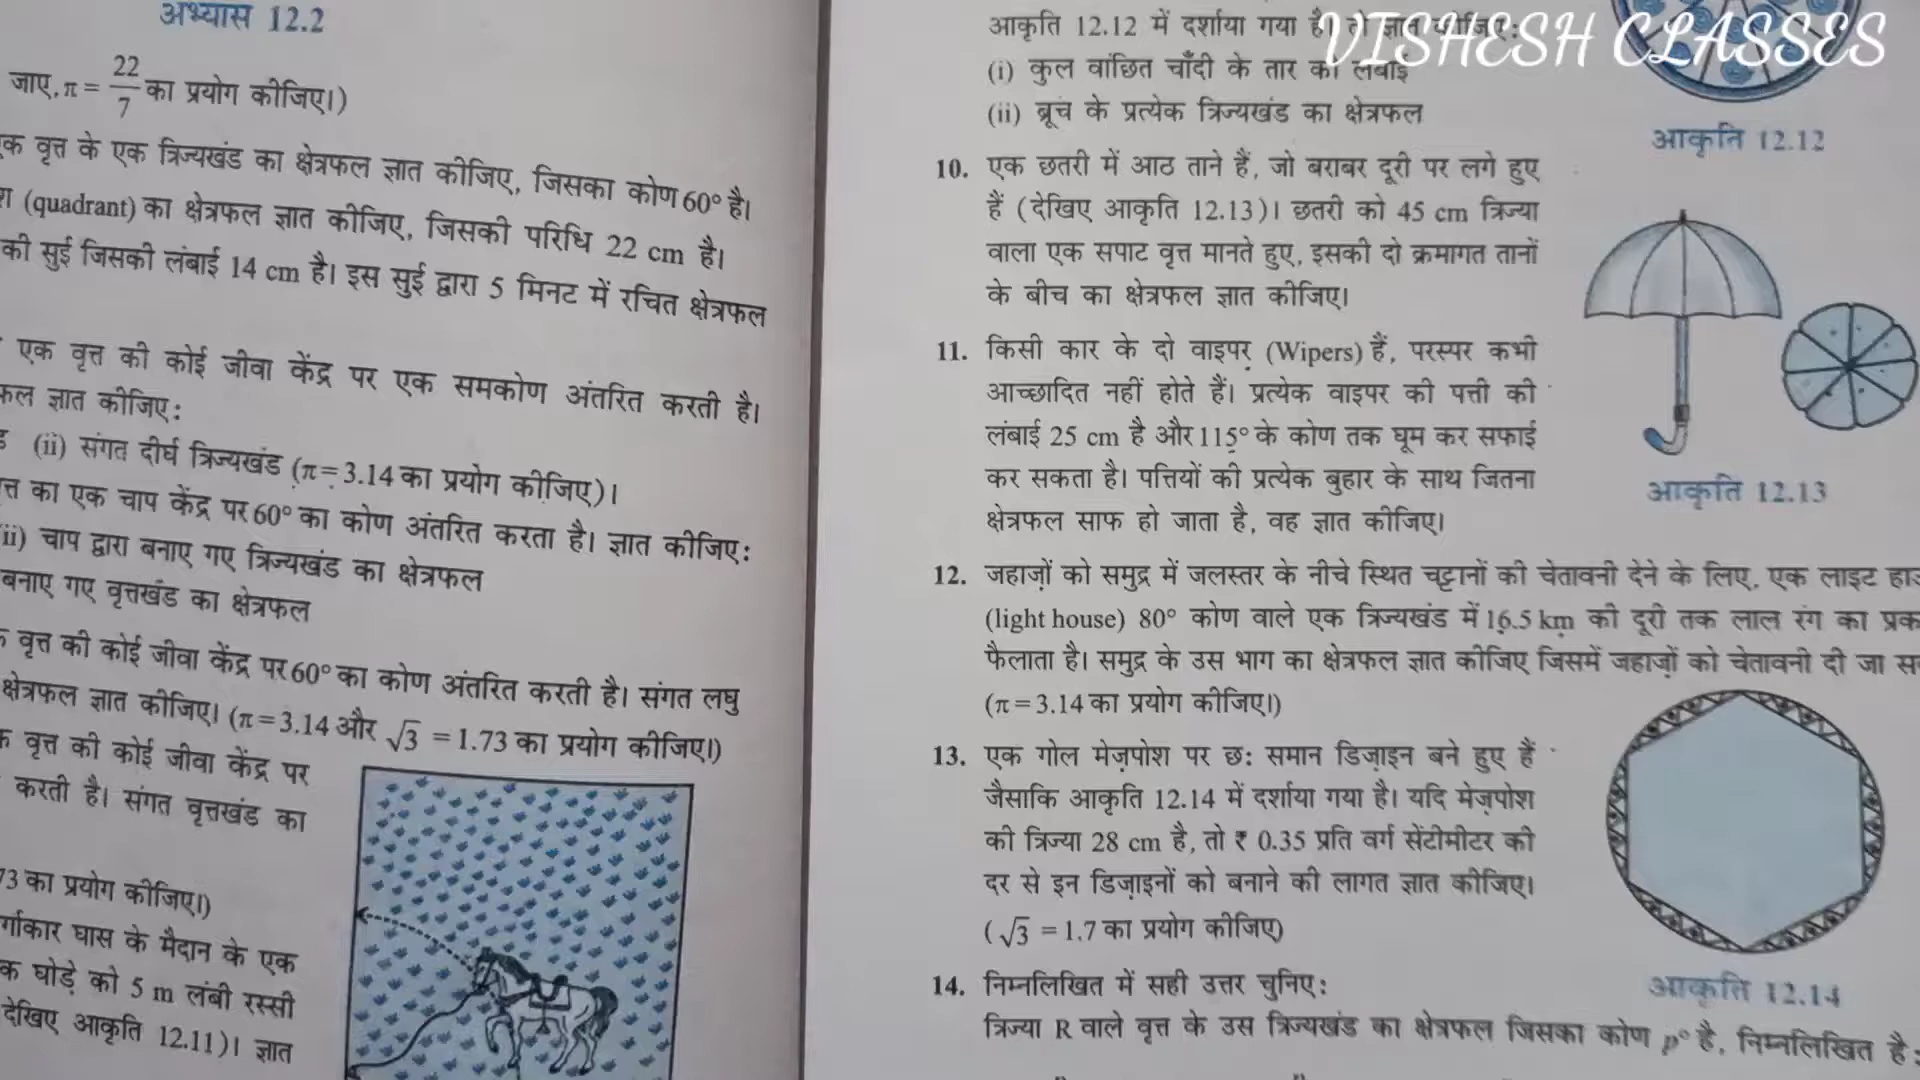 अभ्यास 12.2
जाए, π = 22/7 का प्रयोग कीजिए।)
एक वृत्त के एक त्रिज्यखंड का क्षेत्रफल ज्ञात कीजिए, जिसका कोण 60° है।
(quadrant) का क्षेत्रफल ज्ञात कीजिए, जिसकी परिधि 22 cm है।
की सुई जिसकी लंबाई 14 cm है। इस सुई द्वारा 5 मिनट में रचित क्षेत्रफल
एक वृत्त की कोई जीवा केंद्र पर एक समकोण अंतरित करती है।
ज्ञात कीजिए:
(ii) संगत दीर्घ त्रिज्यखंड (π = 3.14 का प्रयोग कीजिए)।
का एक चाप केंद्र पर 60° का कोण अंतरित करता है। ज्ञात कीजिए:
चाप द्वारा बनाए गए त्रिज्यखंड का क्षेत्रफल
बनाए गए वृत्तखंड का क्षेत्रफल
वृत्त की कोई जीवा केंद्र पर 60° का कोण अंतरित करती है। संगत लघु
क्षेत्रफल ज्ञात कीजिए। (π = 3.14 और √3 = 1.73 का प्रयोग कीजिए।)
वृत्त की कोई जीवा केंद्र पर
करती है। संगत वृत्तखंड का
73 का प्रयोग कीजिए।)
घास के मैदान के एक
घोड़े को 5 m लंबी रस्सी
देखिए आकृति 12.11)। ज्ञात
VISHESH CLASSES
आकृति 12.12 में दर्शाया गया है
(i) कुल वांछित चाँदी के तार की लंबाई
(ii) ब्रूच के प्रत्येक त्रिज्यखंड का क्षेत्रफल
आकृति 12.12
10. एक छतरी में आठ ताने हैं, जो बराबर दूरी पर लगे हुए
हैं (देखिए आकृति 12.13)। छतरी को 45 cm त्रिज्या
वाला एक सपाट वृत्त मानते हुए, इसकी दो क्रमागत तानों
के बीच का क्षेत्रफल ज्ञात कीजिए।
11. किसी कार के दो वाइपर (Wipers) हैं, परस्पर कभी
आच्छादित नहीं होते हैं। प्रत्येक वाइपर की पत्ती की
लंबाई 25 cm है और 115° के कोण तक घूम कर सफाई
कर सकता है। पत्तियों की प्रत्येक बुहार के साथ जितना
क्षेत्रफल साफ हो जाता है, वह ज्ञात कीजिए।
आकृति 12.13
12. जहाज़ों को समुद्र में जलस्तर के नीचे स्थित चट्टानों की चेतावनी देने के लिए, एक लाइट
(light house) 80° कोण वाले एक त्रिज्यखंड में 16.5 km की दूरी तक लाल रंग का
फैलाता है। समुद्र के उस भाग का क्षेत्रफल ज्ञात कीजिए जिसमें जहाज़ों को चेतावनी दी जा
(π = 3.14 का प्रयोग कीजिए।)
13. एक गोल मेज़पोश पर छः समान डिज़ाइन बने हुए हैं
जैसाकि आकृति 12.14 में दर्शाया गया है। यदि मेज़पोश
की त्रिज्या 28 cm है, तो ₹ 0.35 प्रति वर्ग सेंटीमीटर की
दर से इन डिज़ाइनों को बनाने की लागत ज्ञात कीजिए।
(√3 = 1.7 का प्रयोग कीजिए)
आकृति 12.14
14. निम्नलिखित में सही उत्तर चुनिए:
त्रिज्या R वाले वृत्त के उस त्रिज्यखंड का क्षेत्रफल जिसका कोण p° है, निम्नलिखित है: